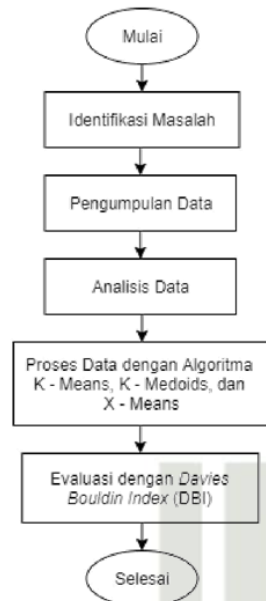 Mulai
Identifikasi Masalah
Pengumpulan Data
Analisis Data
Proses Data dengan Algoritma
K - Means, K - Medoids, dan
X - Means
Evaluasi dengan Davies
Bouldin Index (DBI)
Selesai